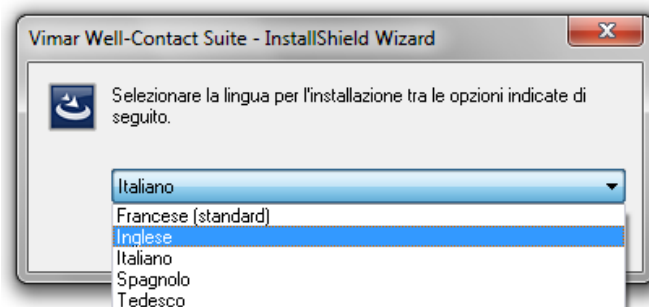 Vimar Well-Contact Suite - InstallShield Wizard
Selezionare la lingua per l'installazione tra le opzioni indicate di
seguito.
Italiano
Francese (standard)
Inglese
Italiano
Spagnolo
Tedesco